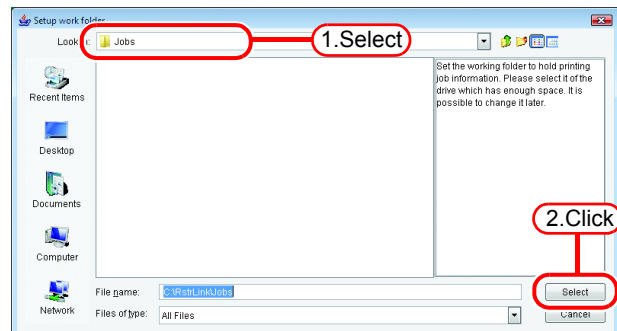 Setup work folder
Look in: Jobs
1.Select
Set the working folder to hold printing
job information. Please select it of the
drive which has enough space. It is
possible to change it later.
Recent Items
Desktop
Documents
Computer
Network
2.Click
File name: C:\RstrLink\Jobs
Select
Files of type: All Files
Cancel